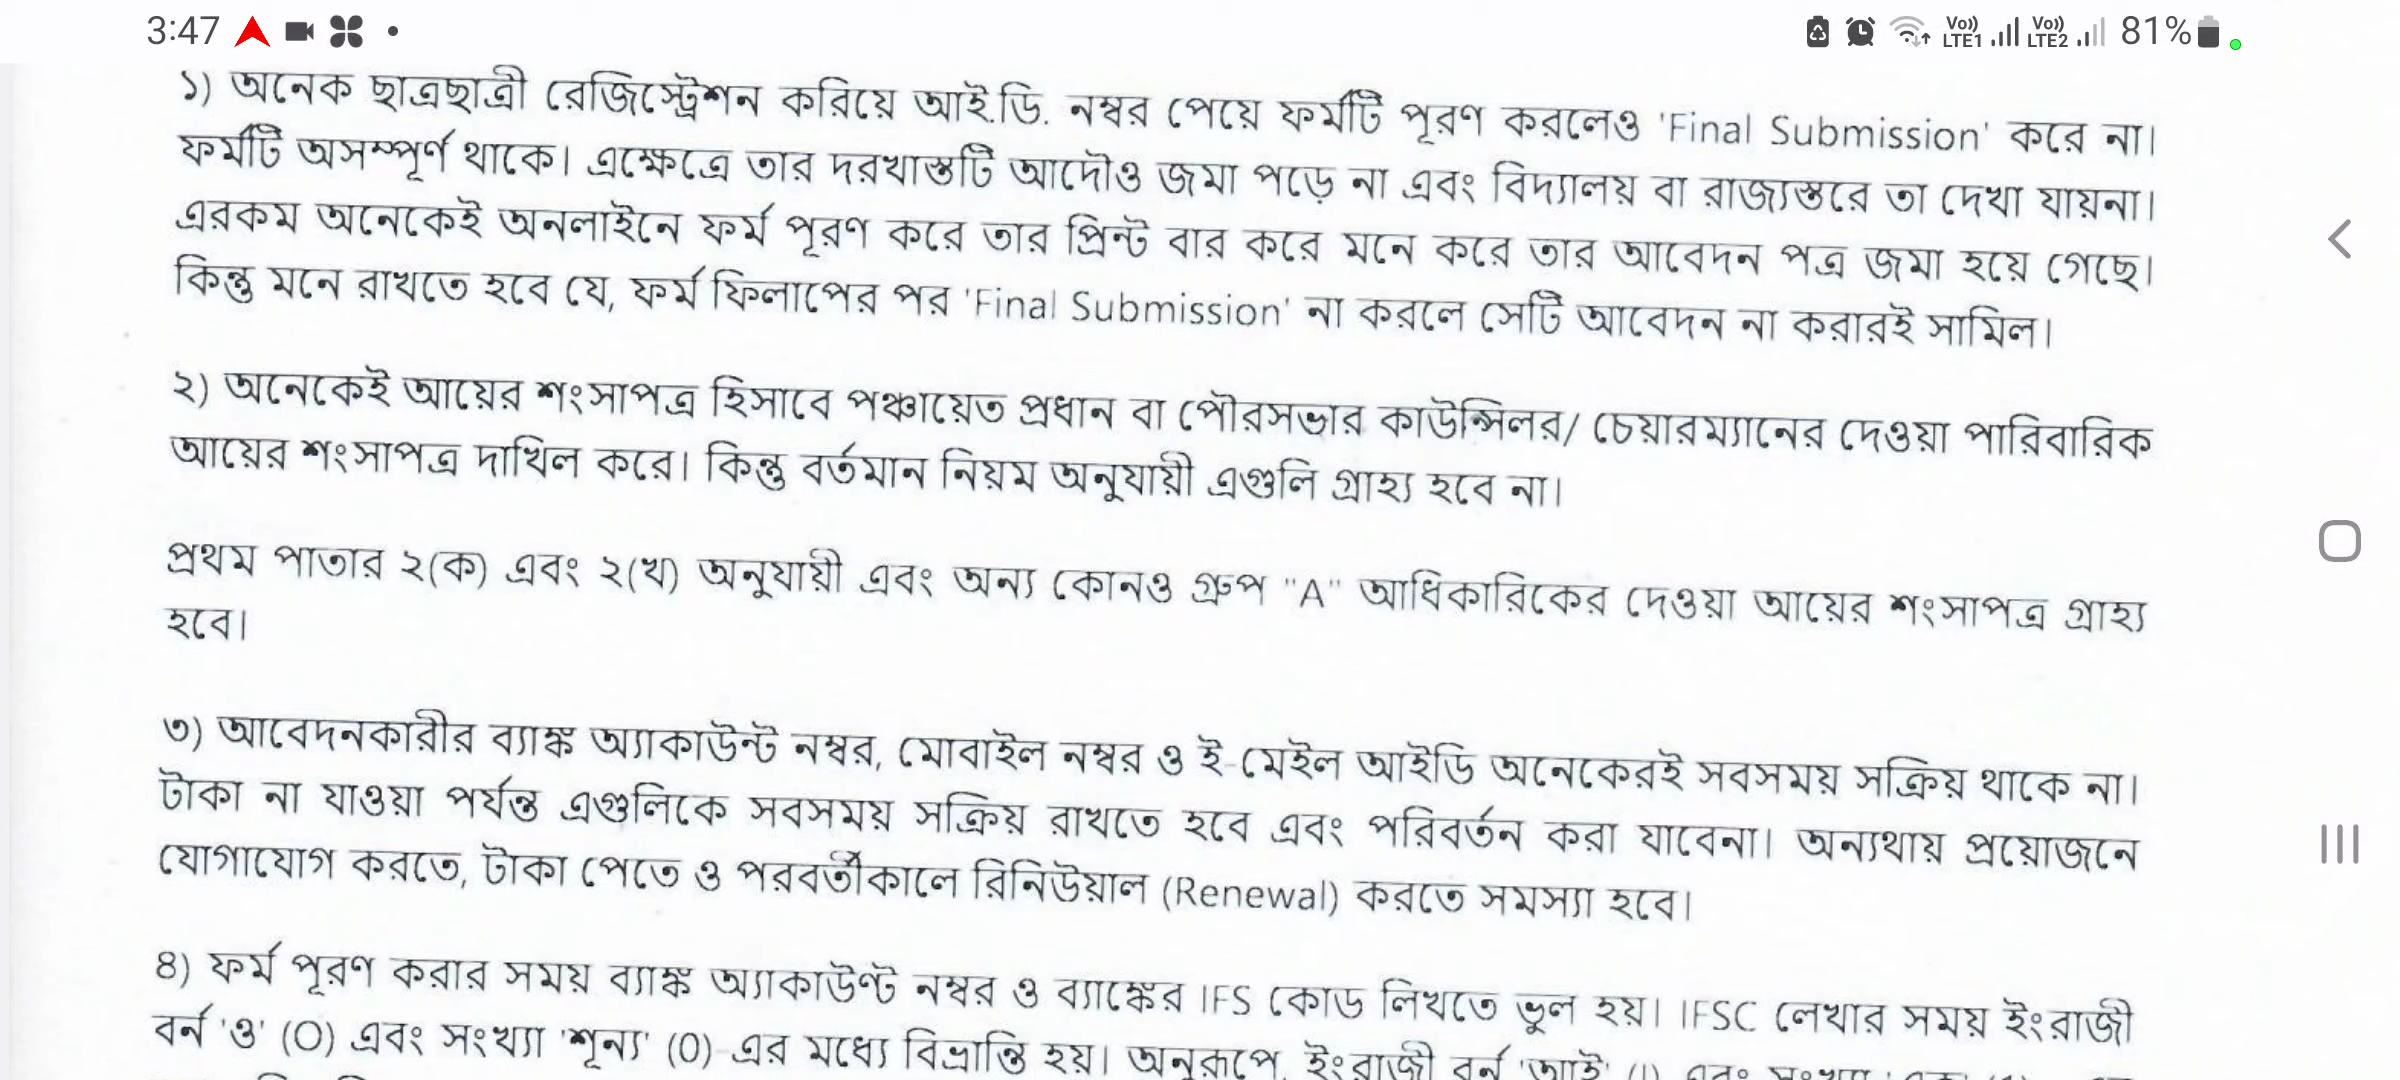 3:47
Vo)) LTE1 Vo)) LTE2 81%
১) অনেক ছাত্রছাত্রী রেজিস্ট্রেশন করিয়ে আই.ডি. নম্বর পেয়ে ফর্মটি পূরণ করলেও 'Final Submission' করে না।
ফর্মটি অসম্পূর্ণ থাকে। এক্ষেত্রে তার দরখাস্তটি আদৌও জমা পড়ে না এবং বিদ্যালয় বা রাজ্যস্তরে তা দেখা যায়না।
এরকম অনেকেই অনলাইনে ফর্ম পূরণ করে তার প্রিন্ট বার করে মনে করে তার আবেদন পত্র জমা হয়ে গেছে।
কিন্তু মনে রাখতে হবে যে, ফর্ম ফিলাপের পর 'Final Submission' না করলে সেটি আবেদন না করারই সামিল।
২) অনেকেই আয়ের শংসাপত্র হিসাবে পঞ্চায়েত প্রধান বা পৌরসভার কাউন্সিলর/ চেয়ারম্যানের দেওয়া পারিবারিক
আয়ের শংসাপত্র দাখিল করে। কিন্তু বর্তমান নিয়ম অনুযায়ী এগুলি গ্রাহ্য হবে না।
প্রথম পাতার ২(ক) এবং ২(খ) অনুযায়ী এবং অন্য কোনও গ্রুপ "A" আধিকারিকের দেওয়া আয়ের শংসাপত্র গ্রাহ্য
হবে।
৩) আবেদনকারীর ব্যাঙ্ক অ্যাকাউন্ট নম্বর, মোবাইল নম্বর ও ই-মেইল আইডি অনেকেরই সবসময় সক্রিয় থাকে না।
টাকা না যাওয়া পর্যন্ত এগুলিকে সবসময় সক্রিয় রাখতে হবে এবং পরিবর্তন করা যাবেনা। অন্যথায় প্রয়োজনে
যোগাযোগ করতে, টাকা পেতে ও পরবর্তীকালে রিনিউয়াল (Renewal) করতে সমস্যা হবে।
৪) ফর্ম পূরণ করার সময় ব্যাঙ্ক অ্যাকাউণ্ট নম্বর ও ব্যাঙ্কের IFS কোড লিখতে ভুল হয়। IFSC লেখার সময় ইংরাজী
বর্ন 'ও' (O) এবং সংখ্যা 'শূন্য' (0)-এর মধ্যে বিভ্রান্তি হয়। অনুরূপে, ইংরাজী বর্ন 'আই' (I) এবং সংখ্যা